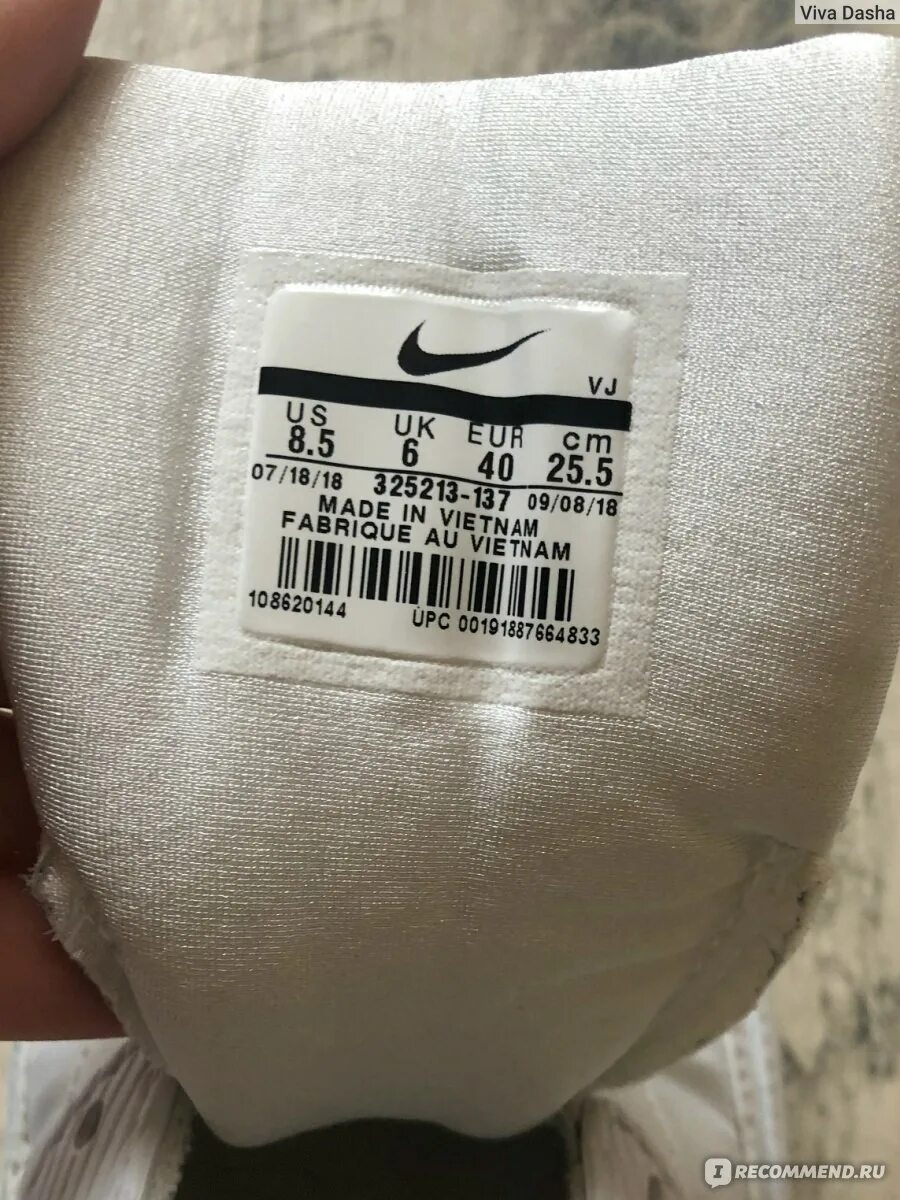 Viva Dasha
VJ
US UK EUR cm
8.5 6 40 25.5
07/18/18 325213-137 09/08/18
MADE IN VIETNAM
FABRIQUE AU VIETNAM
108620144 UPC 00191887664833
IRECOMMEND.RU